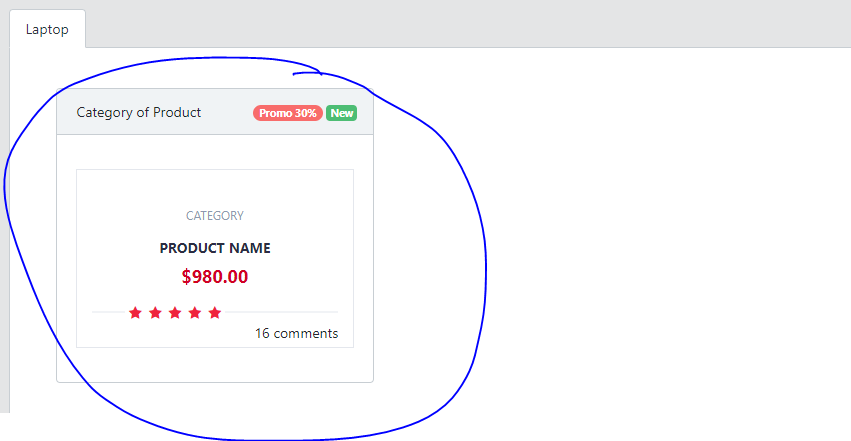 Laptop
Category of Product Promo 30% New
CATEGORY
PRODUCT NAME
$980.00
16 comments